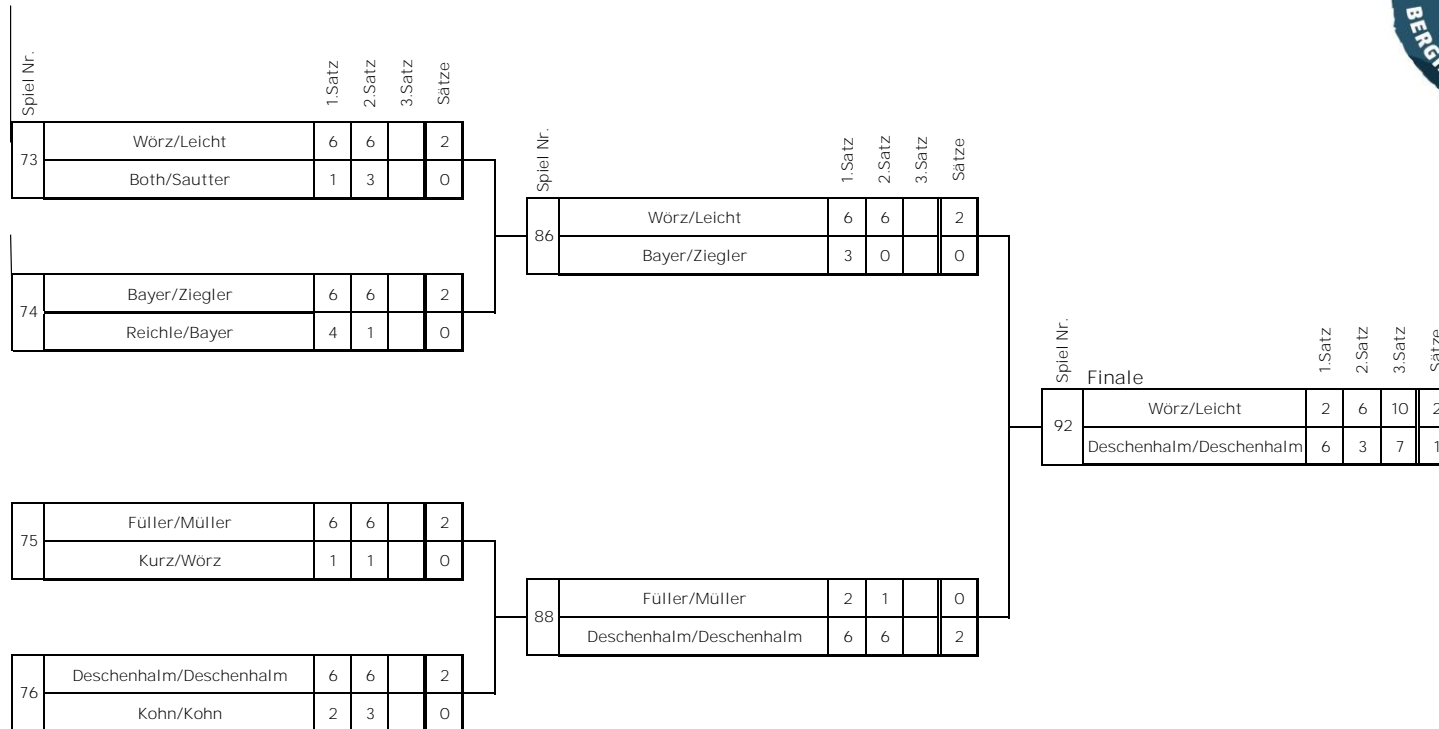 Spiel Nr. 1.Satz 2.Satz 3.Satz Sätze
73 Wörz/Leicht 6 6 2
Both/Sautter 1 3 0
74 Bayer/Ziegler 6 6 2
Reichle/Bayer 4 1 0
75 Füller/Müller 6 6 2
Kurz/Wörz 1 1 0
76 Deschenhalm/Deschenhalm 6 6 2
Kohn/Kohn 2 3 0
Spiel Nr. 1.Satz 2.Satz 3.Satz Sätze
86 Wörz/Leicht 6 6 2
Bayer/Ziegler 3 0 0
88 Füller/Müller 2 1 0
Deschenhalm/Deschenhalm 6 6 2
Spiel Nr. Finale 1.Satz 2.Satz 3.Satz Sätze
92 Wörz/Leicht 2 6 10 2
Deschenhalm/Deschenhalm 6 3 7 1